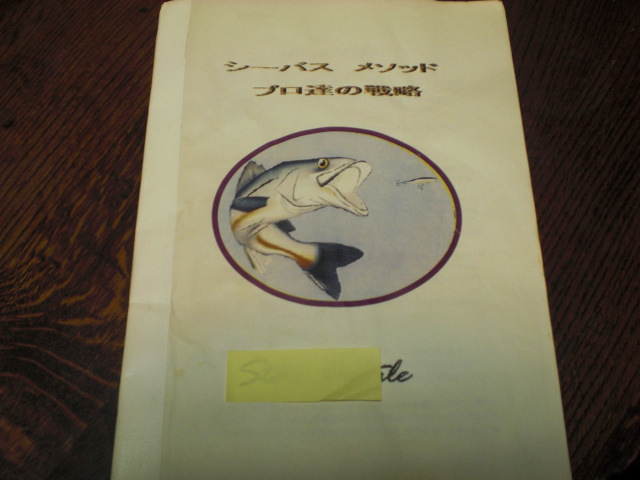 シーバス　メソッド
プロ達の戦略